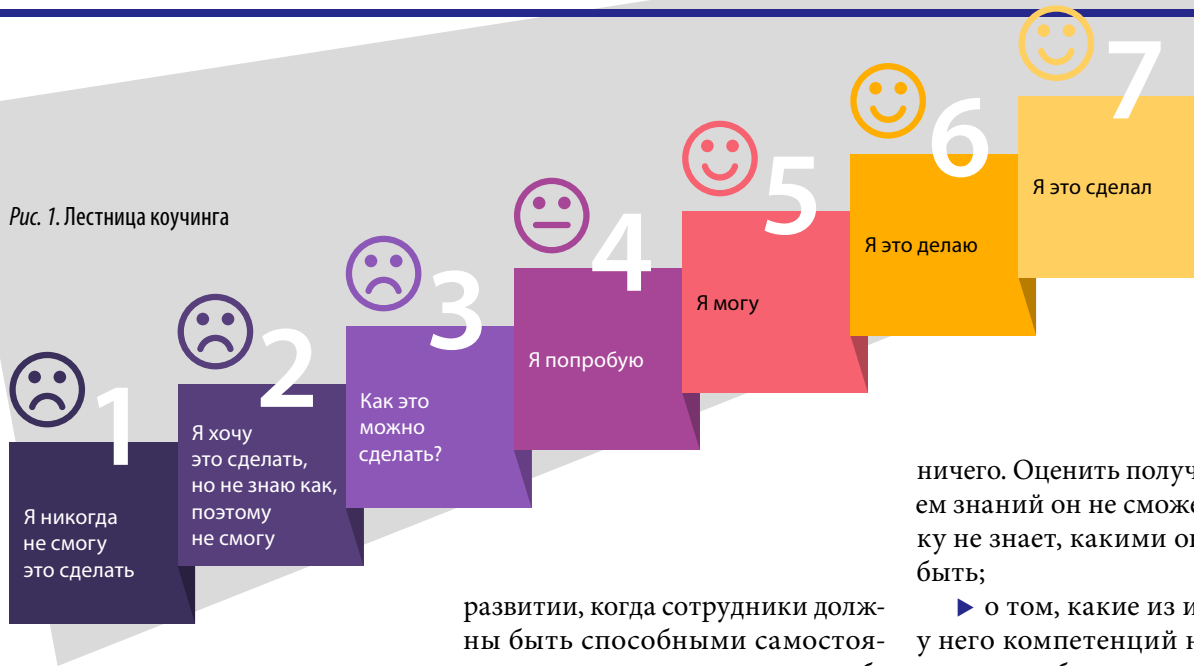 Рис. 1. Лестница коучинга
1
Я никогда
не смогу
это сделать
2
Я хочу
это сделать,
но не знаю как,
поэтому
не смогу
3
Как это
можно
сделать?
4
Я попробую
5
Я могу
6
Я это делаю
7
Я это сделал
развитии, когда сотрудники долж-
ны быть способными самостоя-
ничего. Оценить получ
ем знаний он не сможе
ку не знает, какими
быть;
▶ о том, какие из
у него компетенций